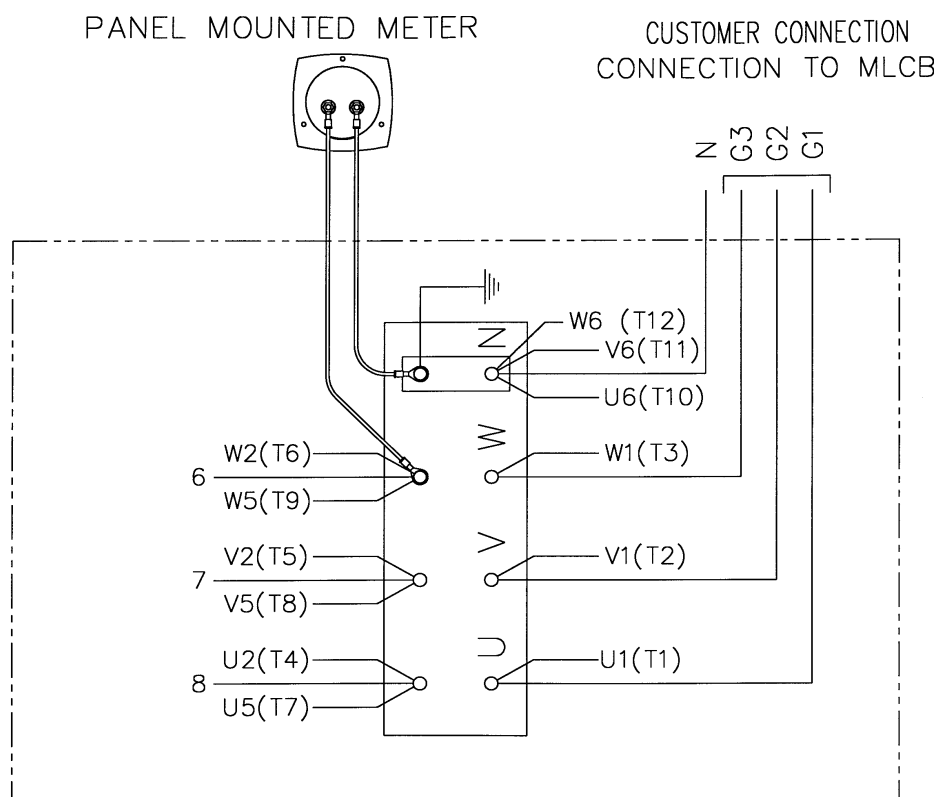 PANEL MOUNTED METER
CUSTOMER CONNECTION
CONNECTION TO MLCB
N
G3
G2
G1
N
W6 (T12)
V6(T11)
U6(T10)
W
W2(T6)
6
W5(T9)
W1(T3)
V
V2(T5)
7
V5(T8)
V1(T2)
U
U2(T4)
8
U5(T7)
U1(T1)